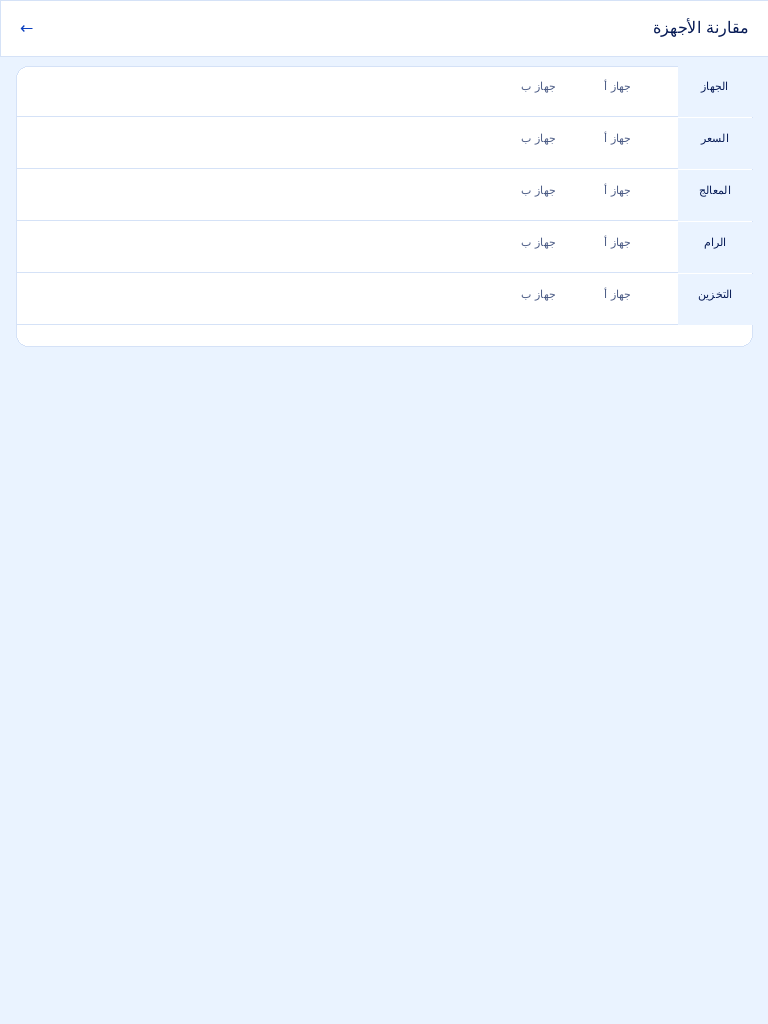 مقارنة الأجهزة ←
الجهاز جهاز أ جهاز ب
السعر جهاز أ جهاز ب
المعالج جهاز أ جهاز ب
الرام جهاز أ جهاز ب
التخزين جهاز أ جهاز ب